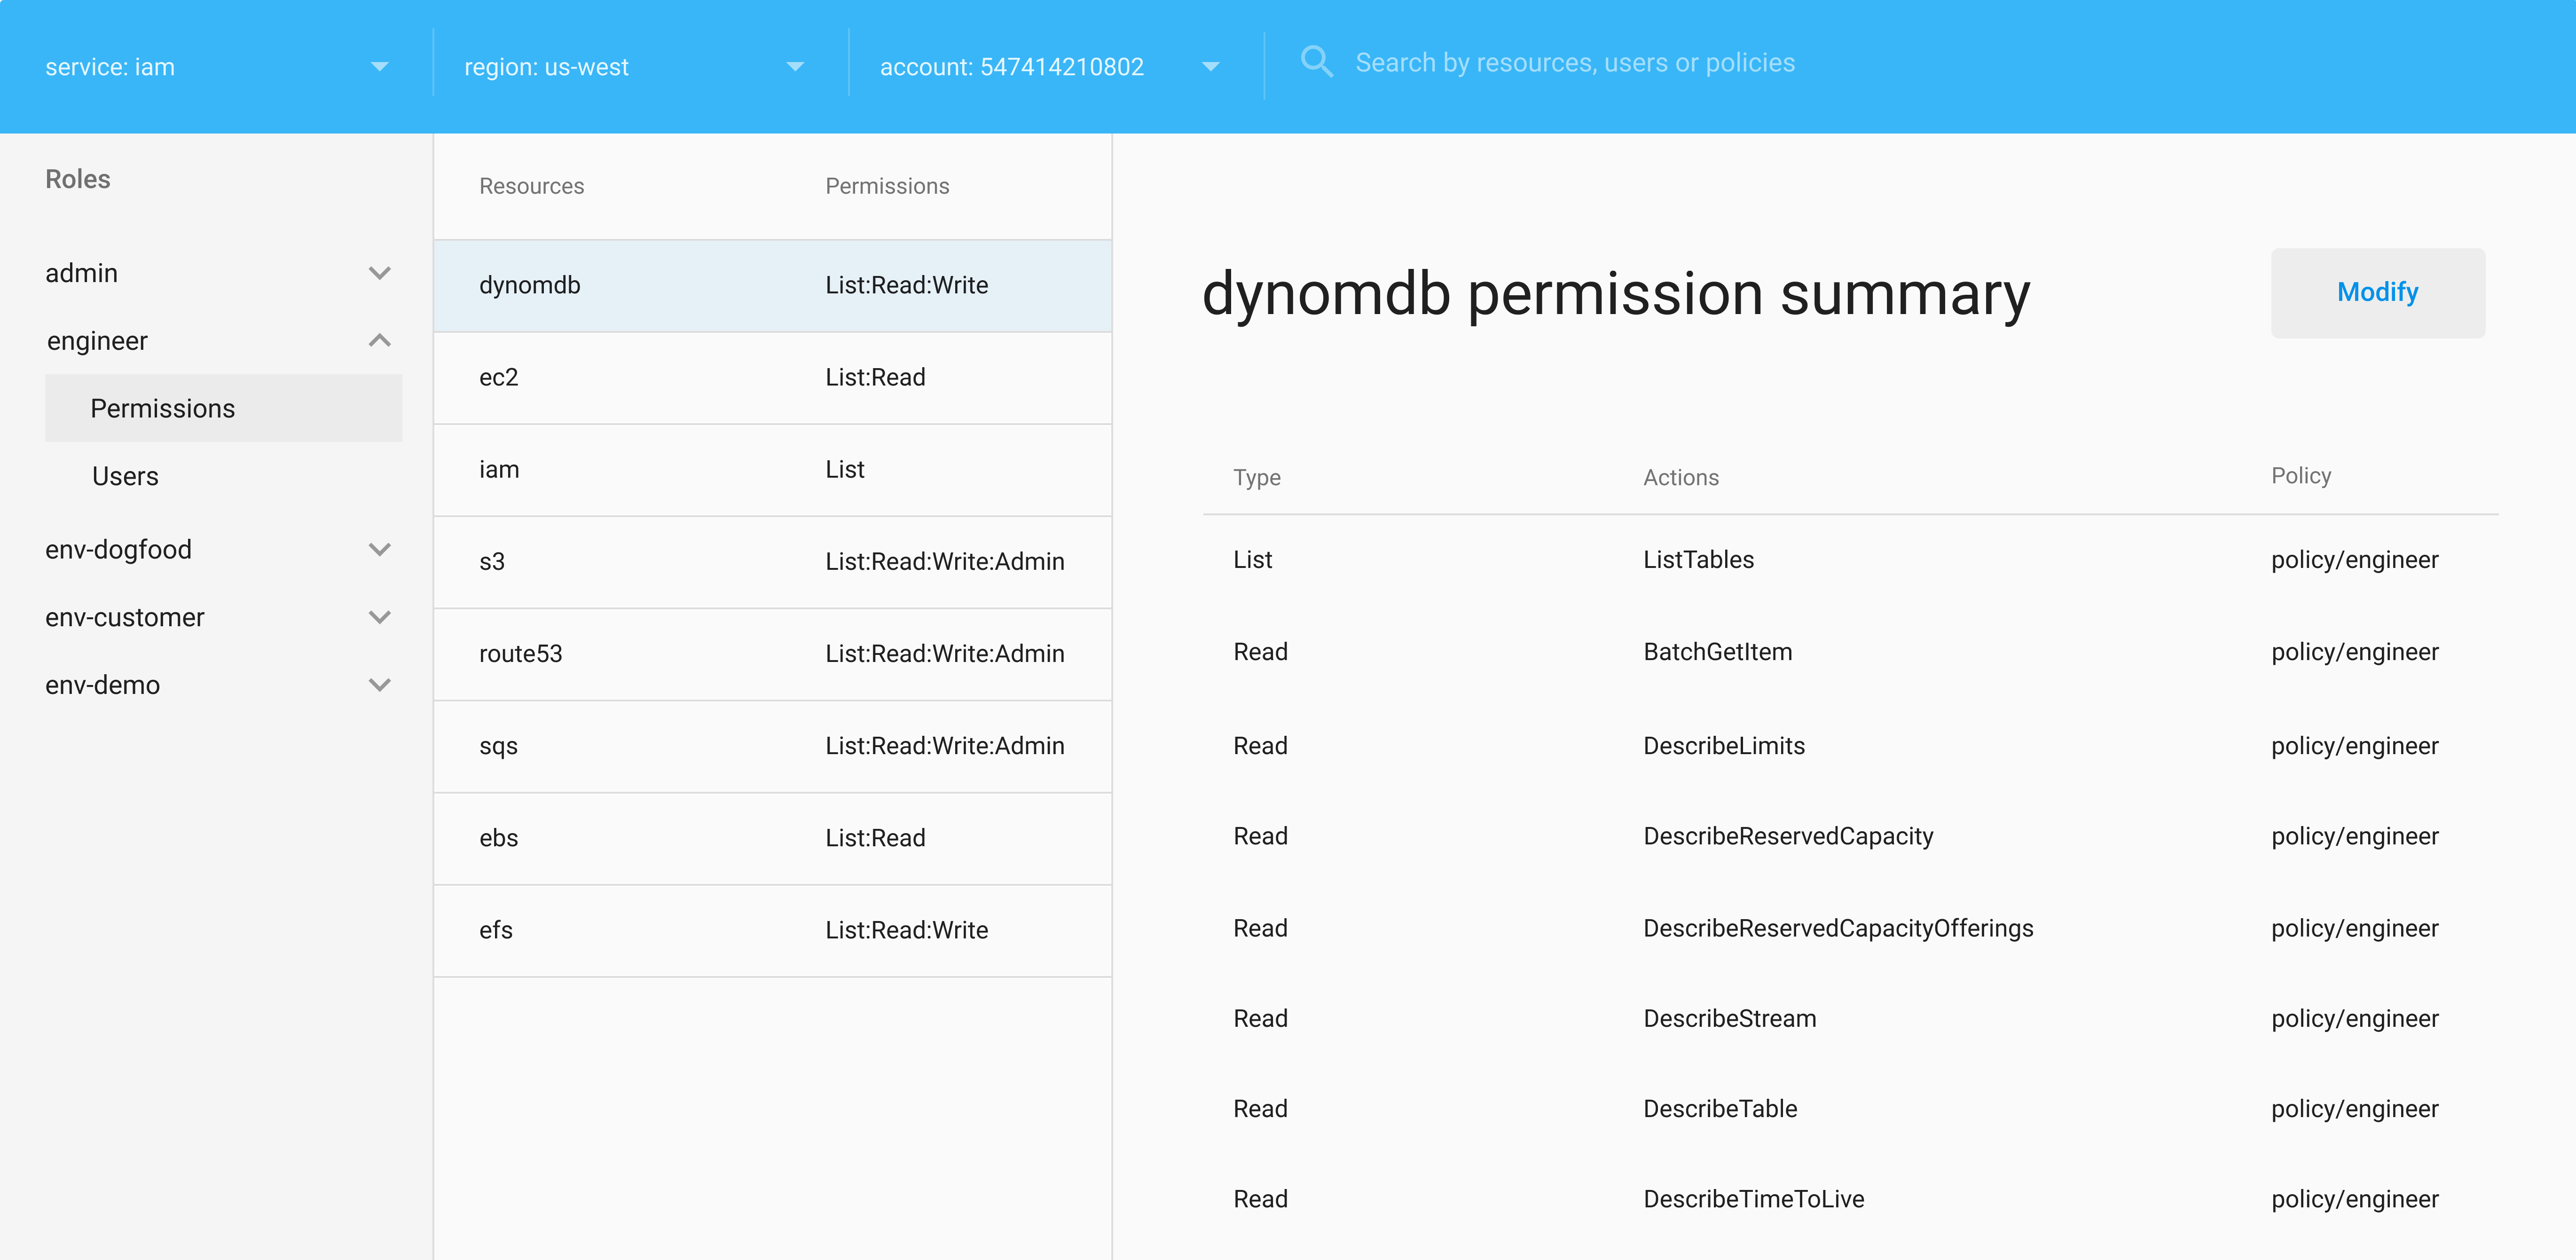 service: iam
region: us-west
account: 547414210802
Search by resources, users or policies
Roles
admin
engineer
Permissions
Users
env-dogfood
env-customer
env-demo
Resources Permissions
dynomdb List:Read:Write
ec2 List:Read
iam List
s3 List:Read:Write:Admin
route53 List:Read:Write:Admin
sqs List:Read:Write:Admin
ebs List:Read
efs List:Read:Write
dynomdb permission summary
Modify
Type Actions Policy
List ListTables policy/engineer
Read BatchGetItem policy/engineer
Read DescribeLimits policy/engineer
Read DescribeReservedCapacity policy/engineer
Read DescribeReservedCapacityOfferings policy/engineer
Read DescribeStream policy/engineer
Read DescribeTable policy/engineer
Read DescribeTimeToLive policy/engineer